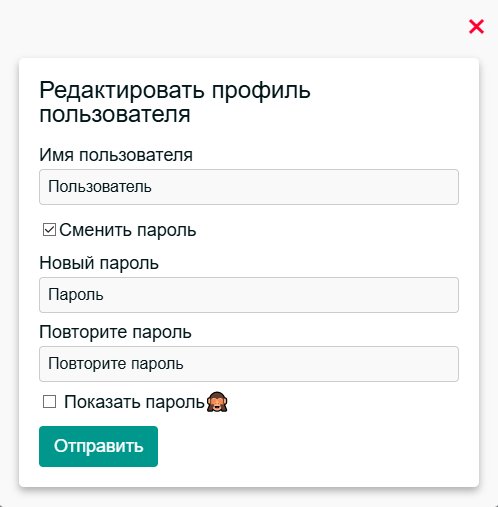 Редактировать профиль
пользователя
Имя пользователя
Пользователь
Сменить пароль
Новый пароль
Пароль
Повторите пароль
Повторите пароль
Показать пароль🙈
Отправить